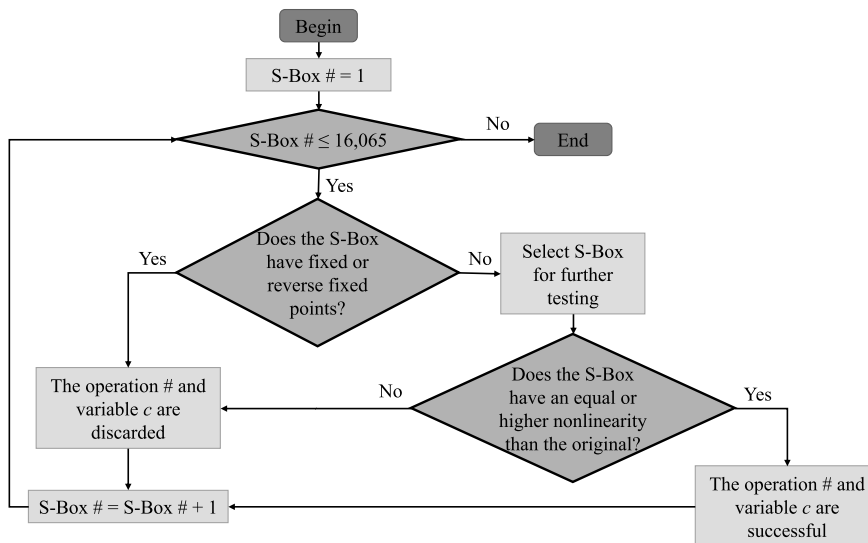 Begin
S-Box # = 1
S-Box # ≤ 16,065
No
End
Yes
Does the S-Box
have fixed or
reverse fixed
points?
Yes
No
Select S-Box
for further
testing
The operation # and
variable c are
discarded
No
Does the S-Box
have an equal or
higher nonlinearity
than the original?
Yes
S-Box # = S-Box # + 1
The operation # and
variable c are
successful